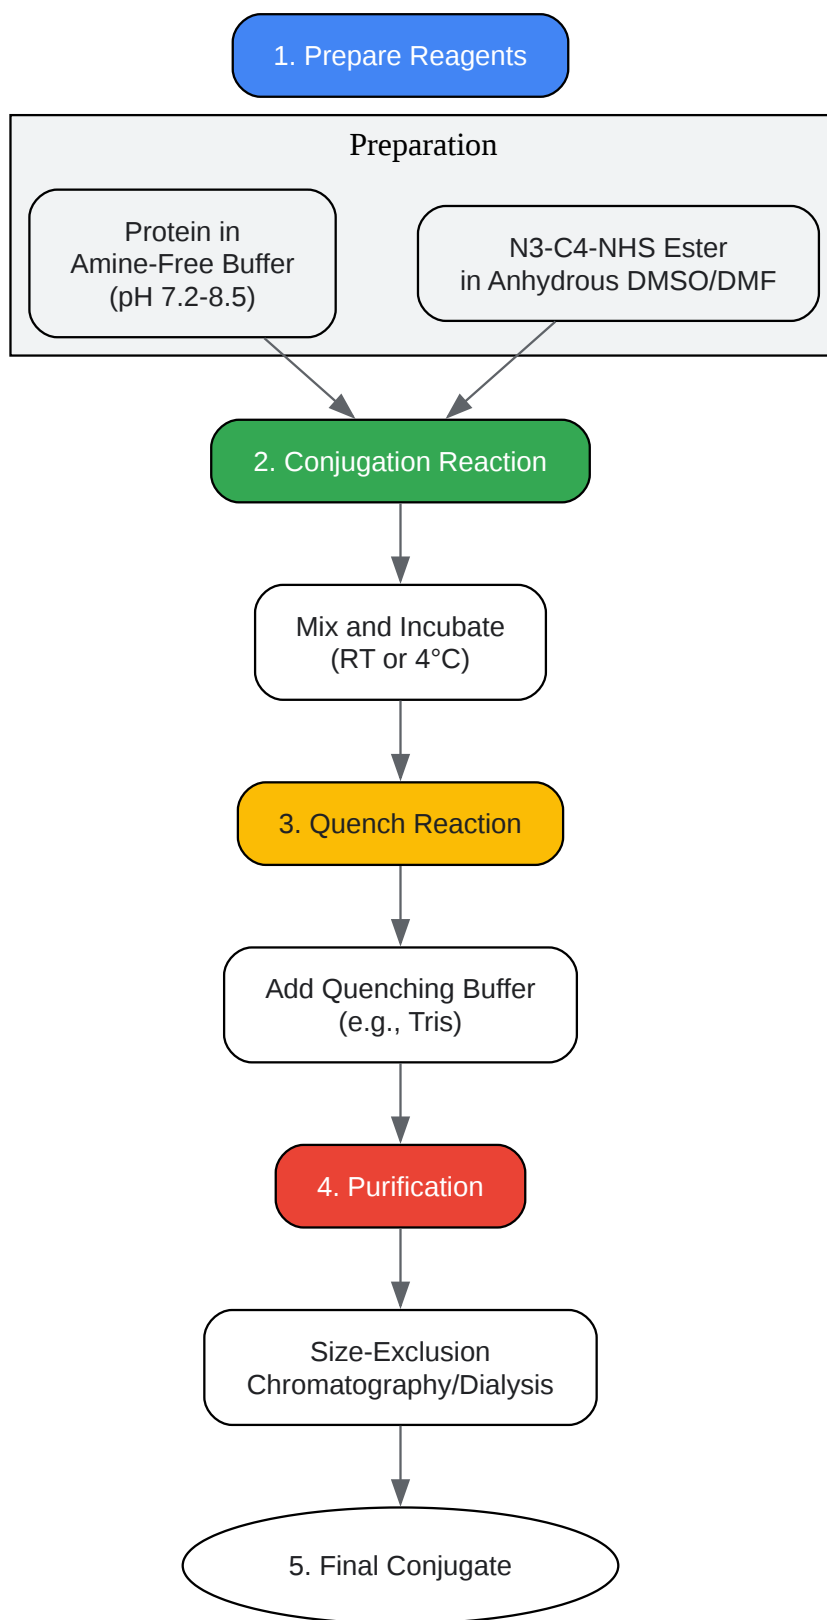 1. Prepare Reagents
Preparation
Protein in
Amine-Free Buffer
(pH 7.2-8.5)
N3-C4-NHS Ester
in Anhydrous DMSO/DMF
2. Conjugation Reaction
Mix and Incubate
(RT or 4°C)
3. Quench Reaction
Add Quenching Buffer
(e.g., Tris)
4. Purification
Size-Exclusion
Chromatography/Dialysis
5. Final Conjugate